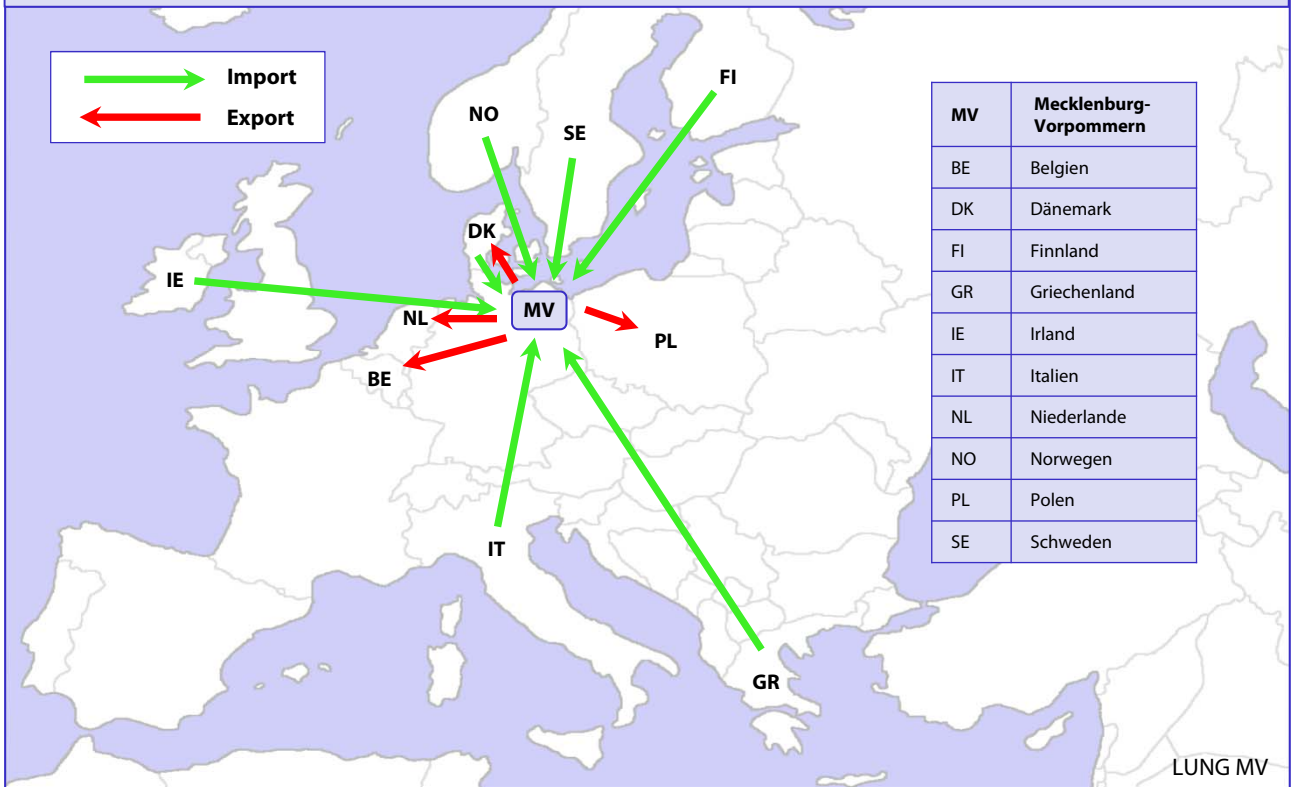 Import
Export
NO
SE
FI
DK
IE
MV
NL
PL
BE
IT
GR
MV Mecklenburg-
Vorpommern
BE Belgien
DK Dänemark
FI Finnland
GR Griechenland
IE Irland
IT Italien
NL Niederlande
NO Norwegen
PL Polen
SE Schweden
LUNG MV